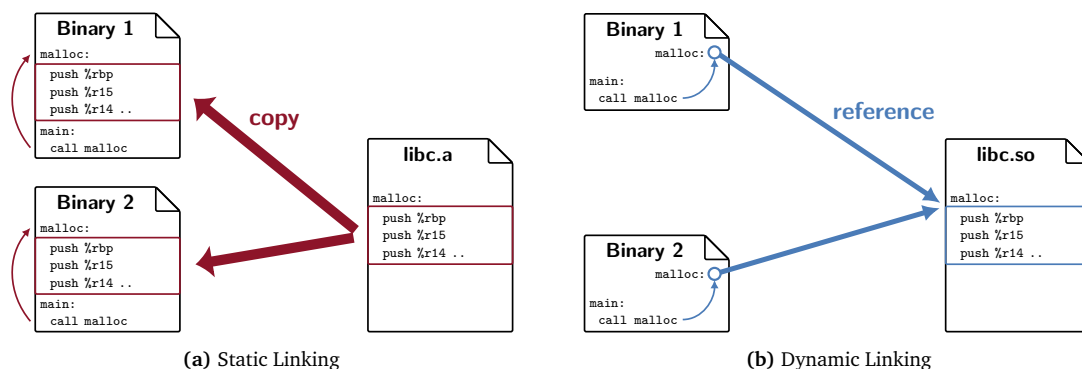 Binary 1
malloc:
push %rbp
push %r15
push %r14 ..
main:
call malloc
copy
Binary 2
malloc:
push %rbp
push %r15
push %r14 ..
main:
call malloc
libc.a
malloc:
push %rbp
push %r15
push %r14 ..
(a) Static Linking
Binary 1
malloc:
main:
call malloc
reference
Binary 2
malloc:
main:
call malloc
libc.so
malloc:
push %rbp
push %r15
push %r14 ..
(b) Dynamic Linking